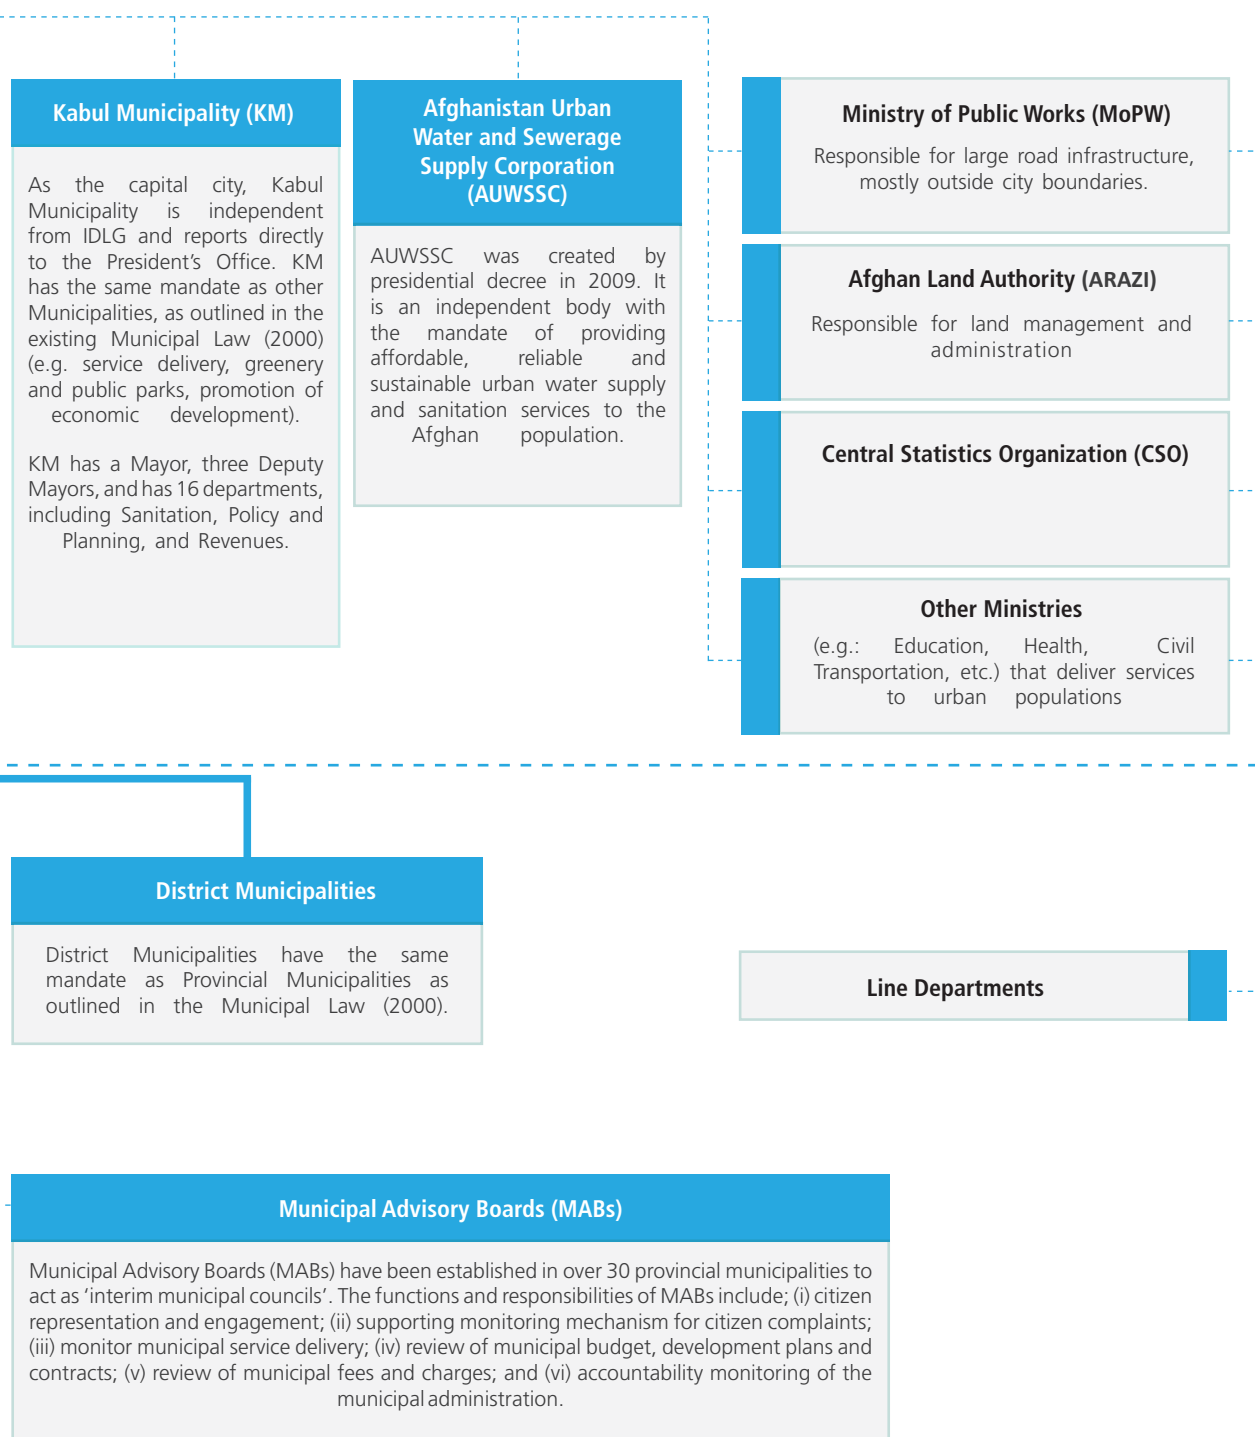 Kabul Municipality (KM)
As the capital city, Kabul
Municipality is independent
from IDLG and reports directly
to the President's Office. KM
has the same mandate as other
Municipalities, as outlined in the
existing Municipal Law (2000)
(e.g. service delivery, greenery
and public parks, promotion of
economic development).
KM has a Mayor, three Deputy
Mayors, and has 16 departments,
including Sanitation, Policy and
Planning, and Revenues.
Afghanistan Urban
Water and Sewerage
Supply Corporation
(AUWSSC)
AUWSSC was created by
presidential decree in 2009. It
is an independent body with
the mandate of providing
affordable, reliable and
sustainable urban water supply
and sanitation services to the
Afghan population.
Ministry of Public Works (MoPW)
Responsible for large road infrastructure,
mostly outside city boundaries.
Afghan Land Authority (ARAZI)
Responsible for land management and
administration
Central Statistics Organization (CSO)
Other Ministries
(e.g.: Education, Health, Civil
Transportation, etc.) that deliver services
to urban populations
District Municipalities
District Municipalities have the same
mandate as Provincial Municipalities as
outlined in the Municipal Law (2000).
Line Departments
Municipal Advisory Boards (MABs)
Municipal Advisory Boards (MABs) have been established in over 30 provincial municipalities to
act as ‘interim municipal councils’. The functions and responsibilities of MABs include; (i) citizen
representation and engagement; (ii) supporting monitoring mechanism for citizen complaints;
(iii) monitor municipal service delivery; (iv) review of municipal budget, development plans and
contracts; (v) review of municipal fees and charges; and (vi) accountability monitoring of the
municipal administration.